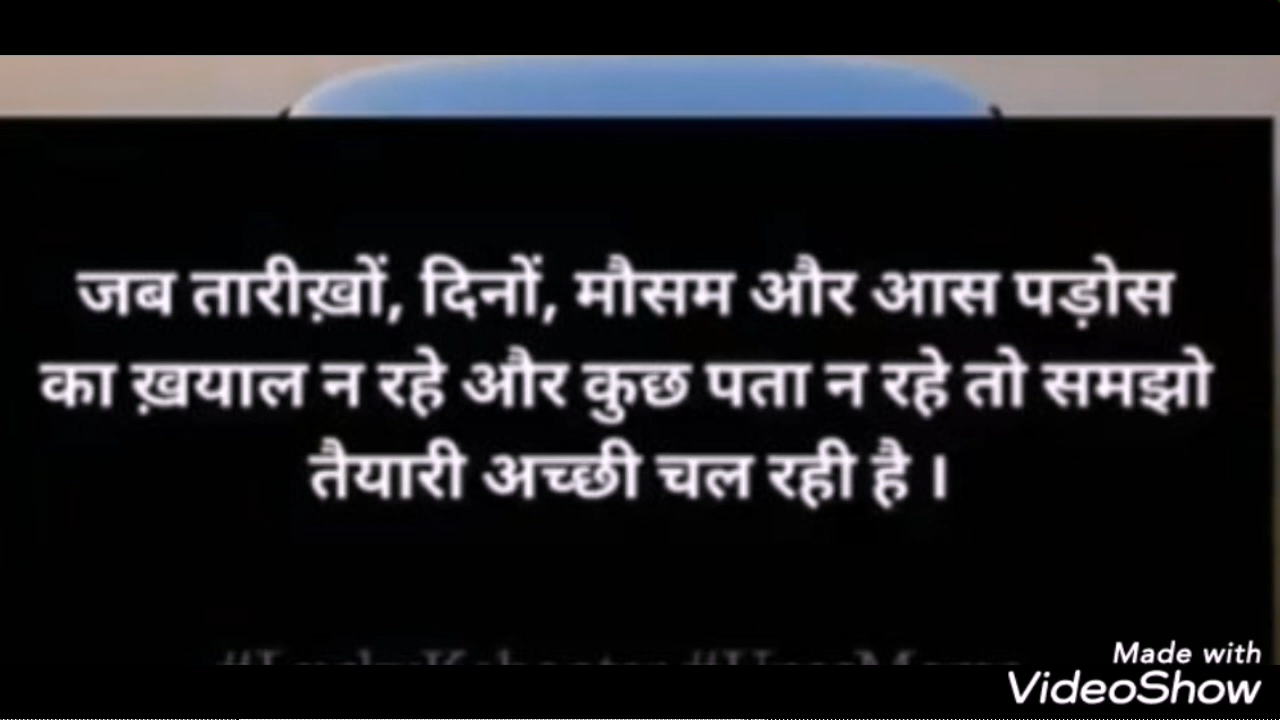 जब तारीख़ों, दिनों, मौसम और आस पड़ोस
का ख़याल न रहे और कुछ पता न रहे तो समझो
तैयारी अच्छी चल रही है ।
Made with
VideoShow